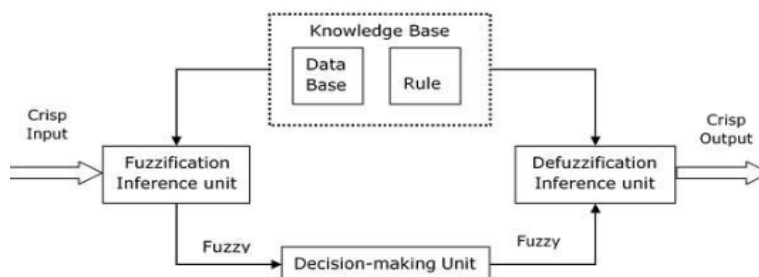 Knowledge Base
Data
Base
Rule
Crisp
Input
Crisp
Output
Fuzzification
Inference unit
Defuzzification
Inference unit
Fuzzy
Decision-making Unit
Fuzzy